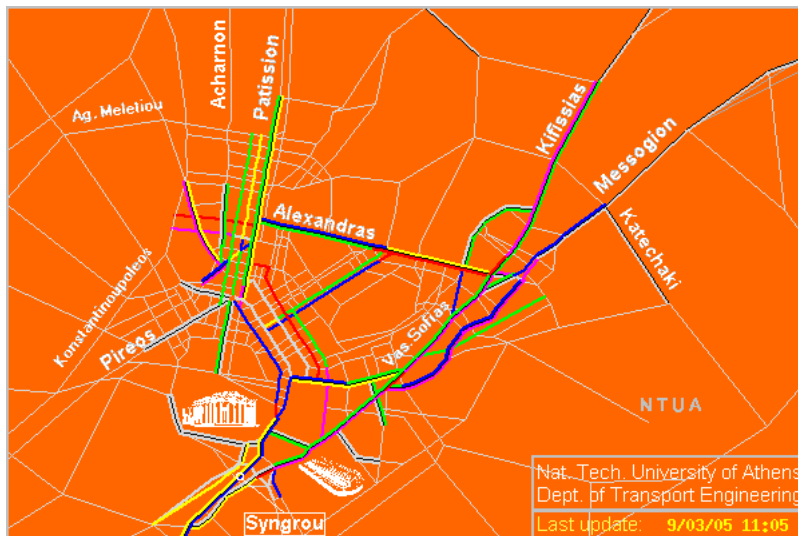 Acharnon
Patission
Ag. Meletiou
Kifissias
Messogion
Alexandras
Katechaki
Konstantinoupoleos
Pireos
Vas.Sofias
NTUA
Nat. Tech. University of Athens
Dept. of Transport Engineering
Syngrou
Last update: 9/03/05 11:05